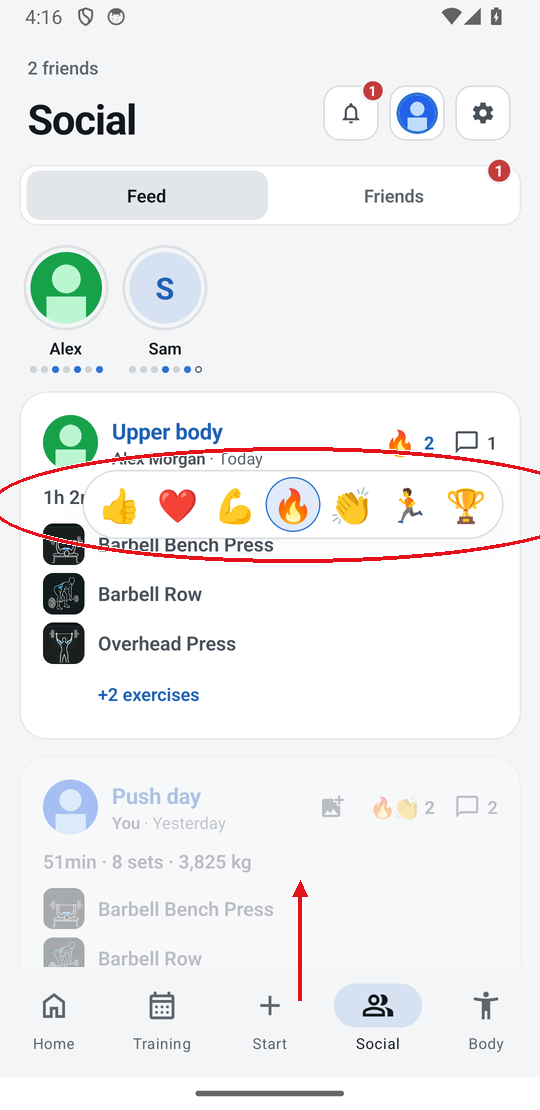 4:16
2 friends
Social
1
Feed
Friends
1
S
Alex
Sam
Upper body
🔥 2
1
Alex Morgan · Today
1h 2
👍 ❤️ 💪 🔥 👏 🏃 🏆
Barbell Bench Press
Barbell Row
Overhead Press
+2 exercises
Push day
You · Yesterday
🔥👏 2
2
51min · 8 sets · 3,825 kg
Barbell Bench Press
Barbell Row
Home
Training
Start
Social
Body